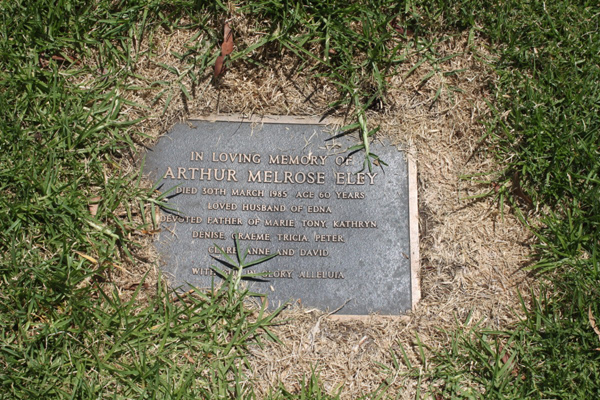 IN LOVING MEMORY OF
ARTHUR MELROSE ELEY
DIED 30TH MARCH 1985 AGE 60 YEARS
LOVED HUSBAND OF EDNA
DEVOTED FATHER OF MARIE, TONY, KATHRYN
DENISE, GRAEME, TRICIA, PETER
CLARE, ANNE AND DAVID
WITH GLORY ALLELUIA